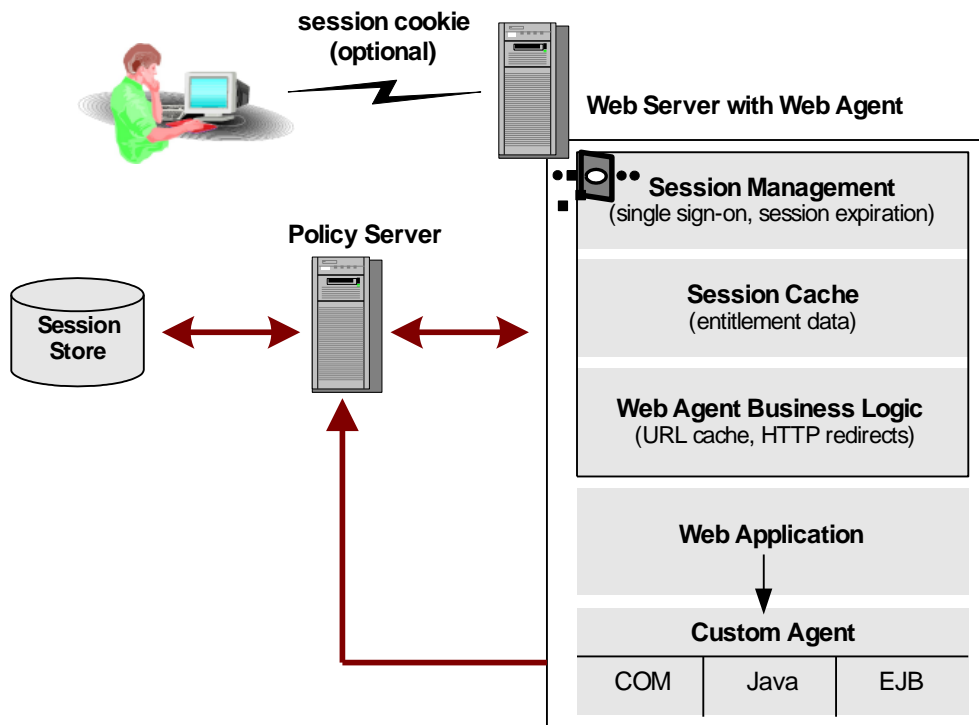 session cookie
(optional)
Web Server with Web Agent
Session Management
(single sign-on, session expiration)
Policy Server
Session
Store
Session Cache
(entitlement data)
Web Agent Business Logic
(URL cache, HTTP redirects)
Web Application
Custom Agent
COM
Java
EJB